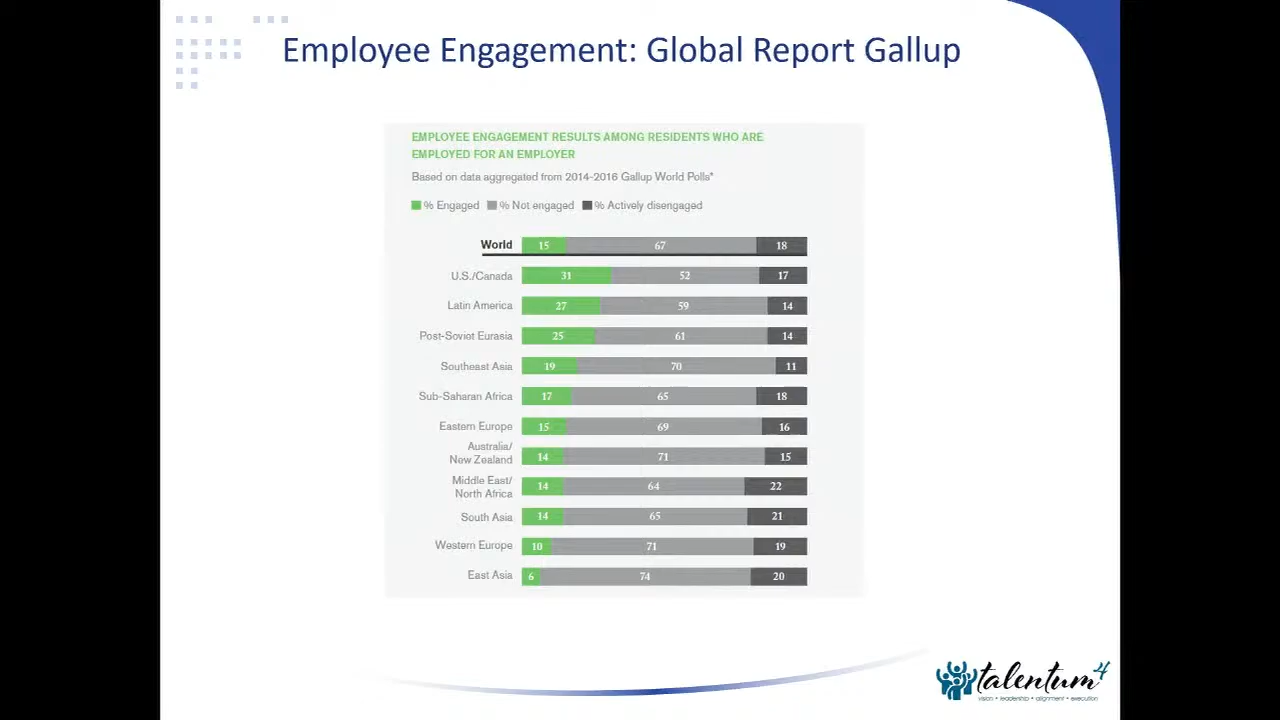 Employee Engagement: Global Report Gallup
EMPLOYEE ENGAGEMENT RESULTS AMONG RESIDENTS WHO ARE
EMPLOYED FOR AN EMPLOYER
Based on data aggregated from 2014-2016 Gallup World Polls*
% Engaged % Not engaged % Actively disengaged
World 15 67 18
U.S./Canada 31 52 17
Latin America 27 59 14
Post-Soviet Eurasia 25 61 14
Southeast Asia 19 70 11
Sub-Saharan Africa 17 65 18
Eastern Europe 15 69 16
Australia/
New Zealand 14 71 15
Middle East/
North Africa 14 64 22
South Asia 14 65 21
Western Europe 10 71 19
East Asia 6 74 20
talentum4
vision • leadership • alignment • execution